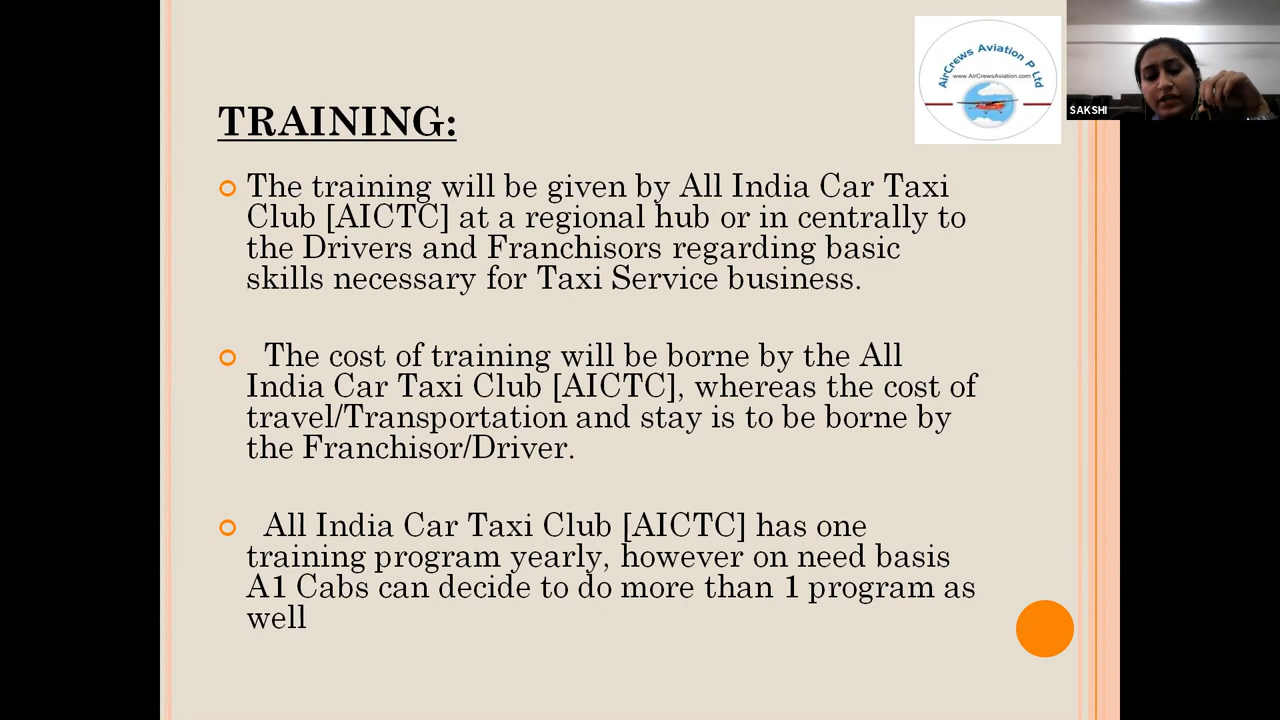 AirCrews Aviation P Ltd
www.AirCrewsAviation.com
SAKSHI
TRAINING:
The training will be given by All India Car Taxi
Club [AICTC] at a regional hub or in centrally to
the Drivers and Franchisors regarding basic
skills necessary for Taxi Service business.
The cost of training will be borne by the All
India Car Taxi Club [AICTC], whereas the cost of
travel/Transportation and stay is to be borne by
the Franchisor/Driver.
All India Car Taxi Club [AICTC] has one
training program yearly, however on need basis
A1 Cabs can decide to do more than 1 program as
well